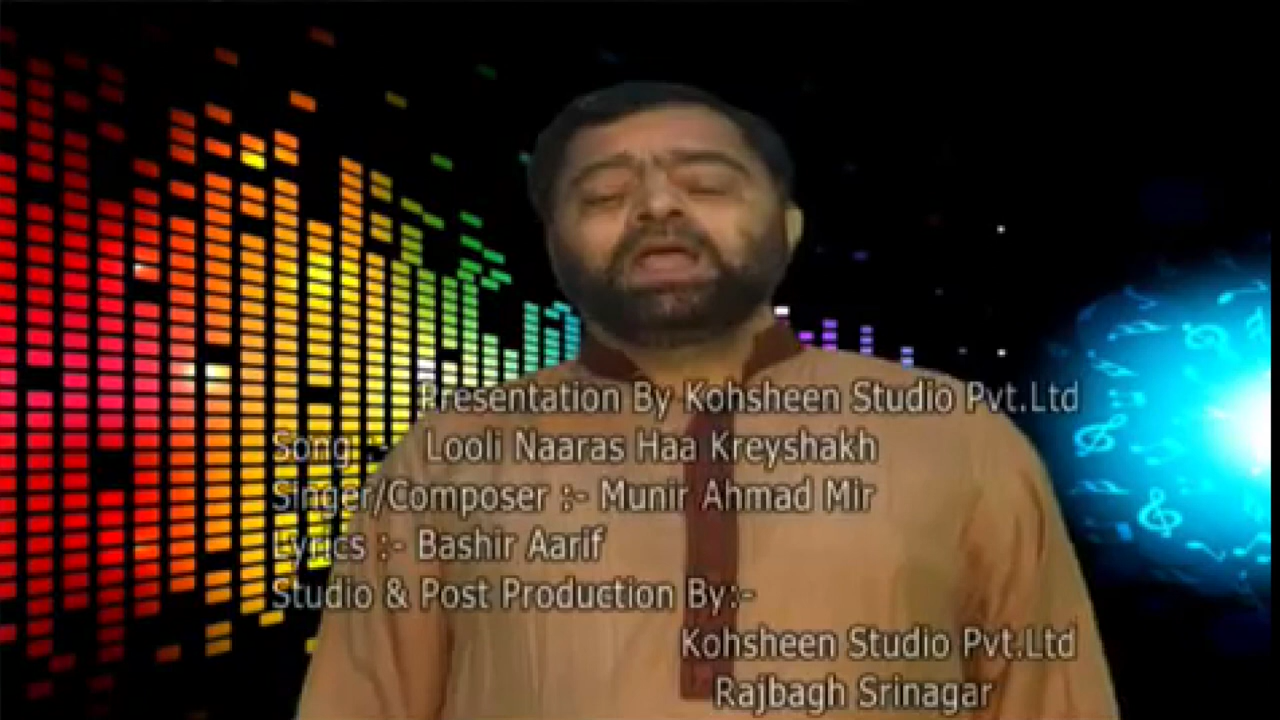 Presentation By Kohsheen Studio Pvt.Ltd
Song :- Looli Naaras Haa Kreyshakh
Singer/Composer :- Munir Ahmad Mir
Lyrics :- Bashir Aarif
Studio & Post Production By:-
Kohsheen Studio Pvt.Ltd
Rajbagh Srinagar